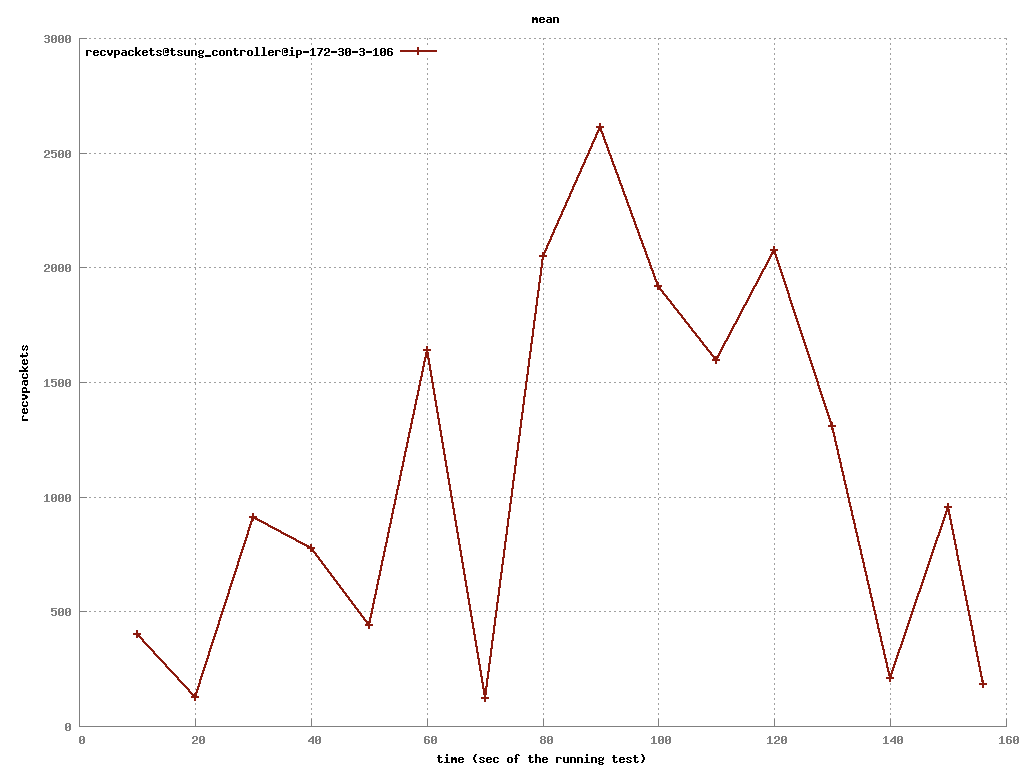 mean
3000
recvpackets@tsung_controller@ip-172-30-3-106
2500
2000
1500
1000
500
0
recvpackets
0 20 40 60 80 100 120 140 160
time (sec of the running test)